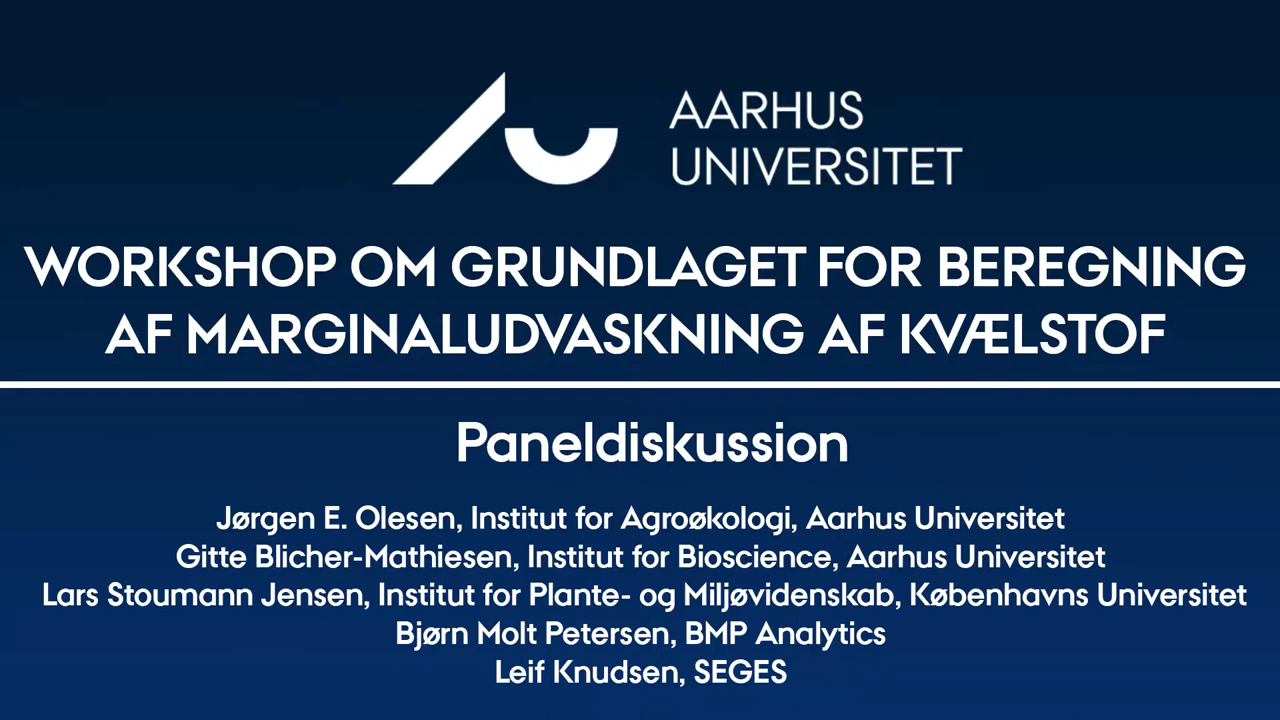 AARHUS
UNIVERSITET
WORKSHOP OM GRUNDLAGET FOR BEREGNING
AF MARGINALUDVASKNING AF KVÆLSTOF
Paneldiskussion
Jørgen E. Olesen, Institut for Agroøkologi, Aarhus Universitet
Gitte Blicher-Mathiesen, Institut for Bioscience, Aarhus Universitet
Lars Stoumann Jensen, Institut for Plante- og Miljøvidenskab, Københavns Universitet
Bjørn Molt Petersen, BMP Analytics
Leif Knudsen, SEGES